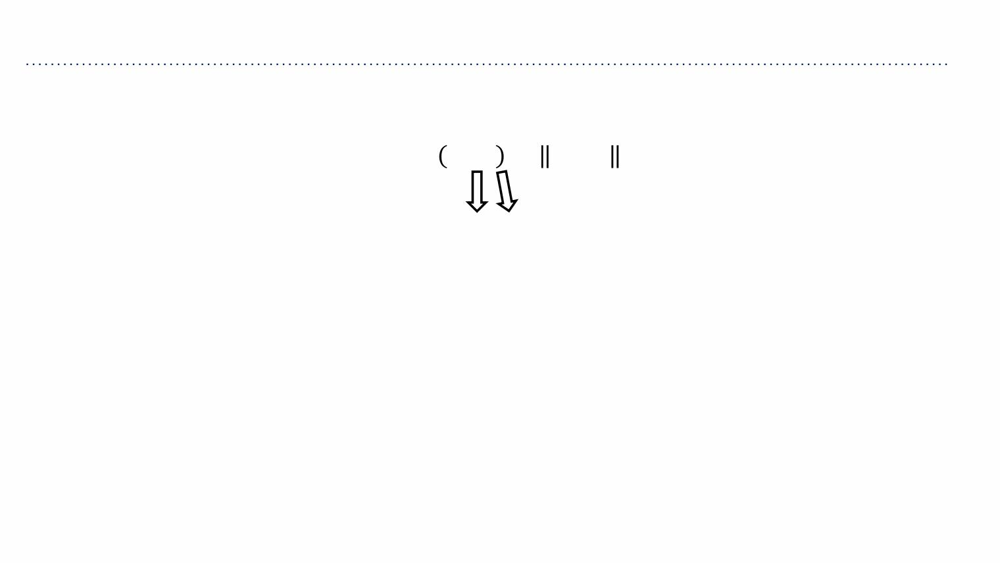 ( ) ‖ ‖